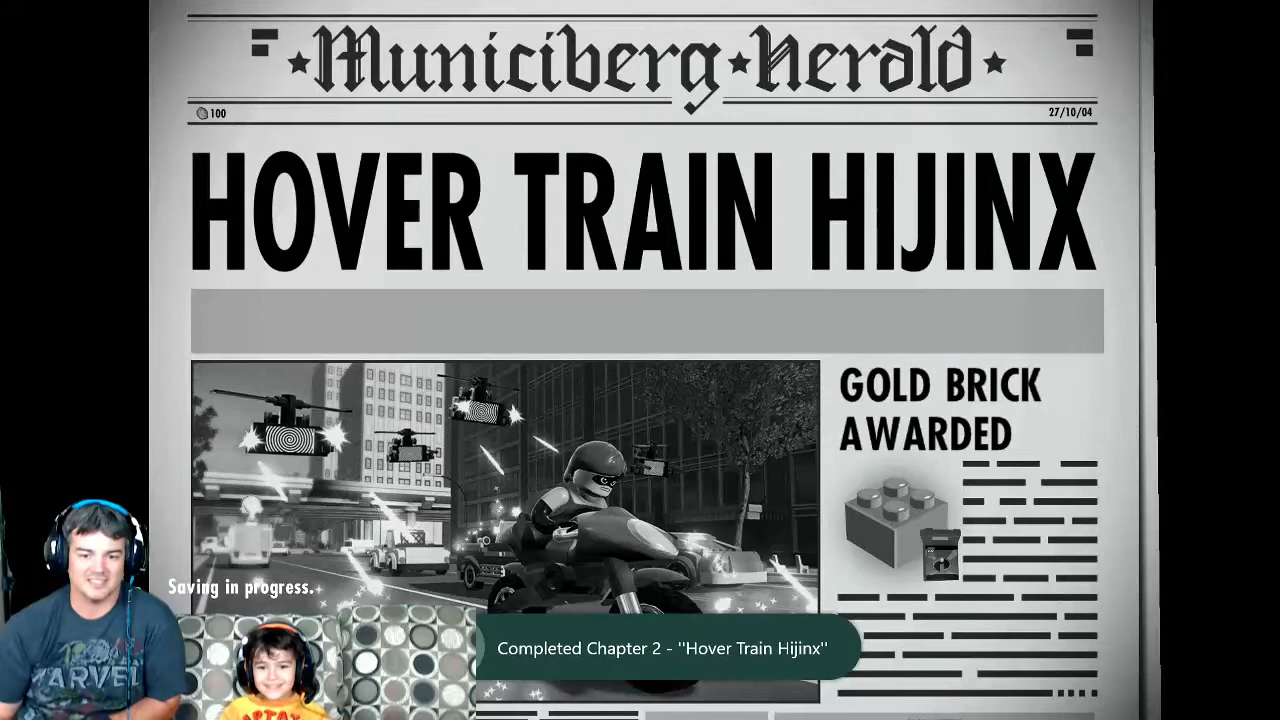 Municiberg Herald
100
27/10/04
HOVER TRAIN HIJINX
GOLD BRICK
AWARDED
Saving in progress.
Completed Chapter 2 - "Hover Train Hijinx"
MARVEL